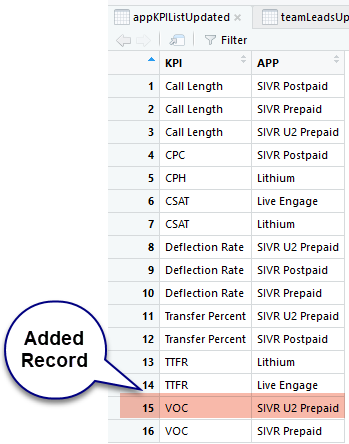 appKPIListUpdated × teamLeadsUp
Filter
KPI APP
1 Call Length SIVR Postpaid
2 Call Length SIVR Prepaid
3 Call Length SIVR U2 Prepaid
4 CPC SIVR Postpaid
5 CPH Lithium
6 CSAT Live Engage
7 CSAT Lithium
8 Deflection Rate SIVR U2 Prepaid
9 Deflection Rate SIVR Postpaid
10 Deflection Rate SIVR Prepaid
11 Transfer Percent SIVR U2 Prepaid
12 Transfer Percent SIVR Postpaid
13 TTFR Lithium
14 TTFR Live Engage
15 VOC SIVR U2 Prepaid
16 VOC SIVR Prepaid
Added
Record